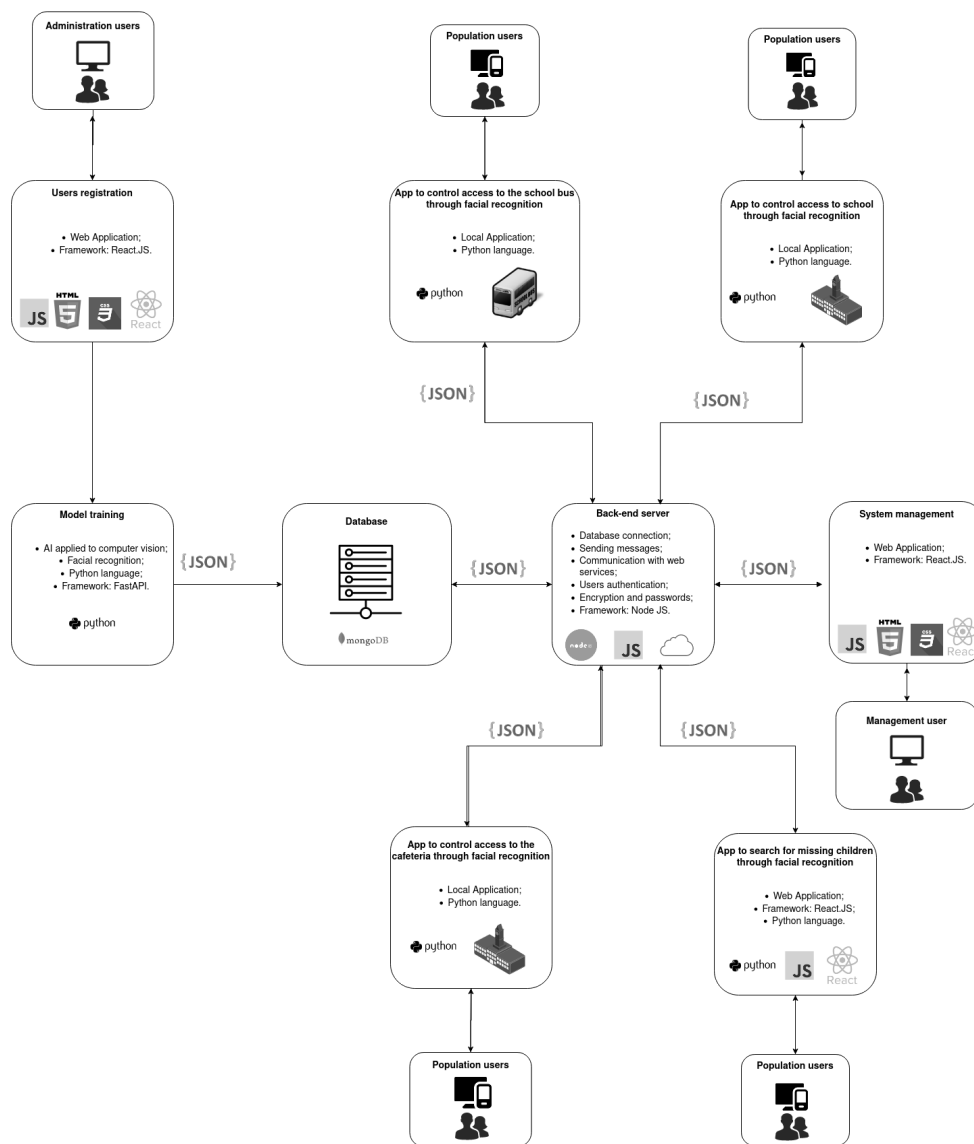 Administration users
Population users
Population users
Users registration
• Web Application;
• Framework: React.JS.
JS
HTML
5
CSS
3
React
App to control access to the school bus
through facial recognition
• Local Application;
• Python language.
python
App to control access to school
through facial recognition
• Local Application;
• Python language.
python
{JSON}
{JSON}
Model training
• AI applied to computer vision;
• Facial recognition;
• Python language;
• Framework: FastAPI.
python
{JSON}
Database
mongoDB
{JSON}
Back-end server
• Database connection;
• Sending messages;
• Communication with web
services;
• Users authentication;
• Encryption and passwords;
• Framework: Node JS.
node
JS
{JSON}
System management
• Web Application;
• Framework: React.JS.
JS
HTML
5
CSS
3
React
{JSON}
{JSON}
Management user
App to control access to the
cafeteria through facial recognition
• Local Application;
• Python language.
python
App to search for missing children
through facial recognition
• Web Application;
• Framework: React.JS;
• Python language.
python
JS
React
Population users
Population users